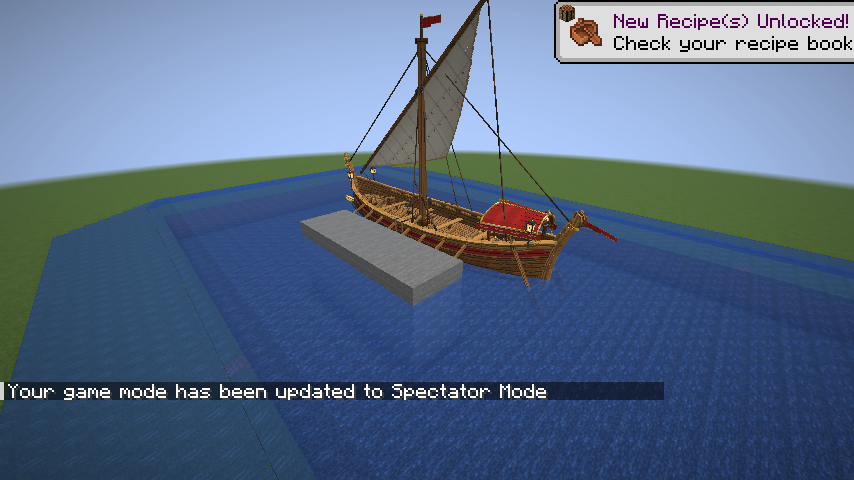 New Recipe(s) Unlocked!
Check your recipe book
Your game mode has been updated to Spectator Mode